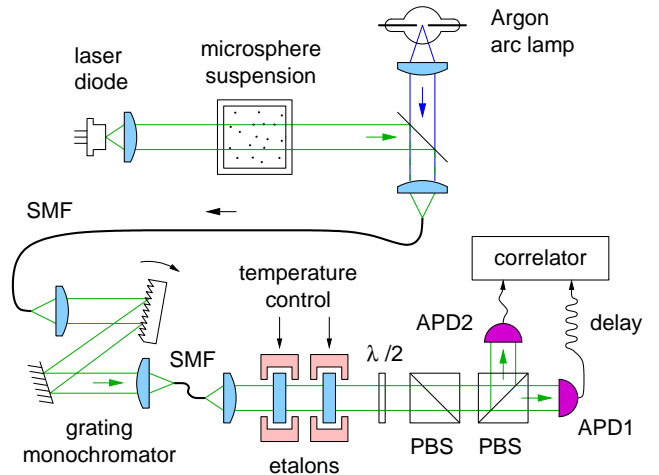 Argon
arc lamp
microsphere
suspension
laser
diode
SMF
correlator
temperature
control
APD2
delay
SMF
λ /2
APD1
grating
monochromator
etalons
PBS
PBS